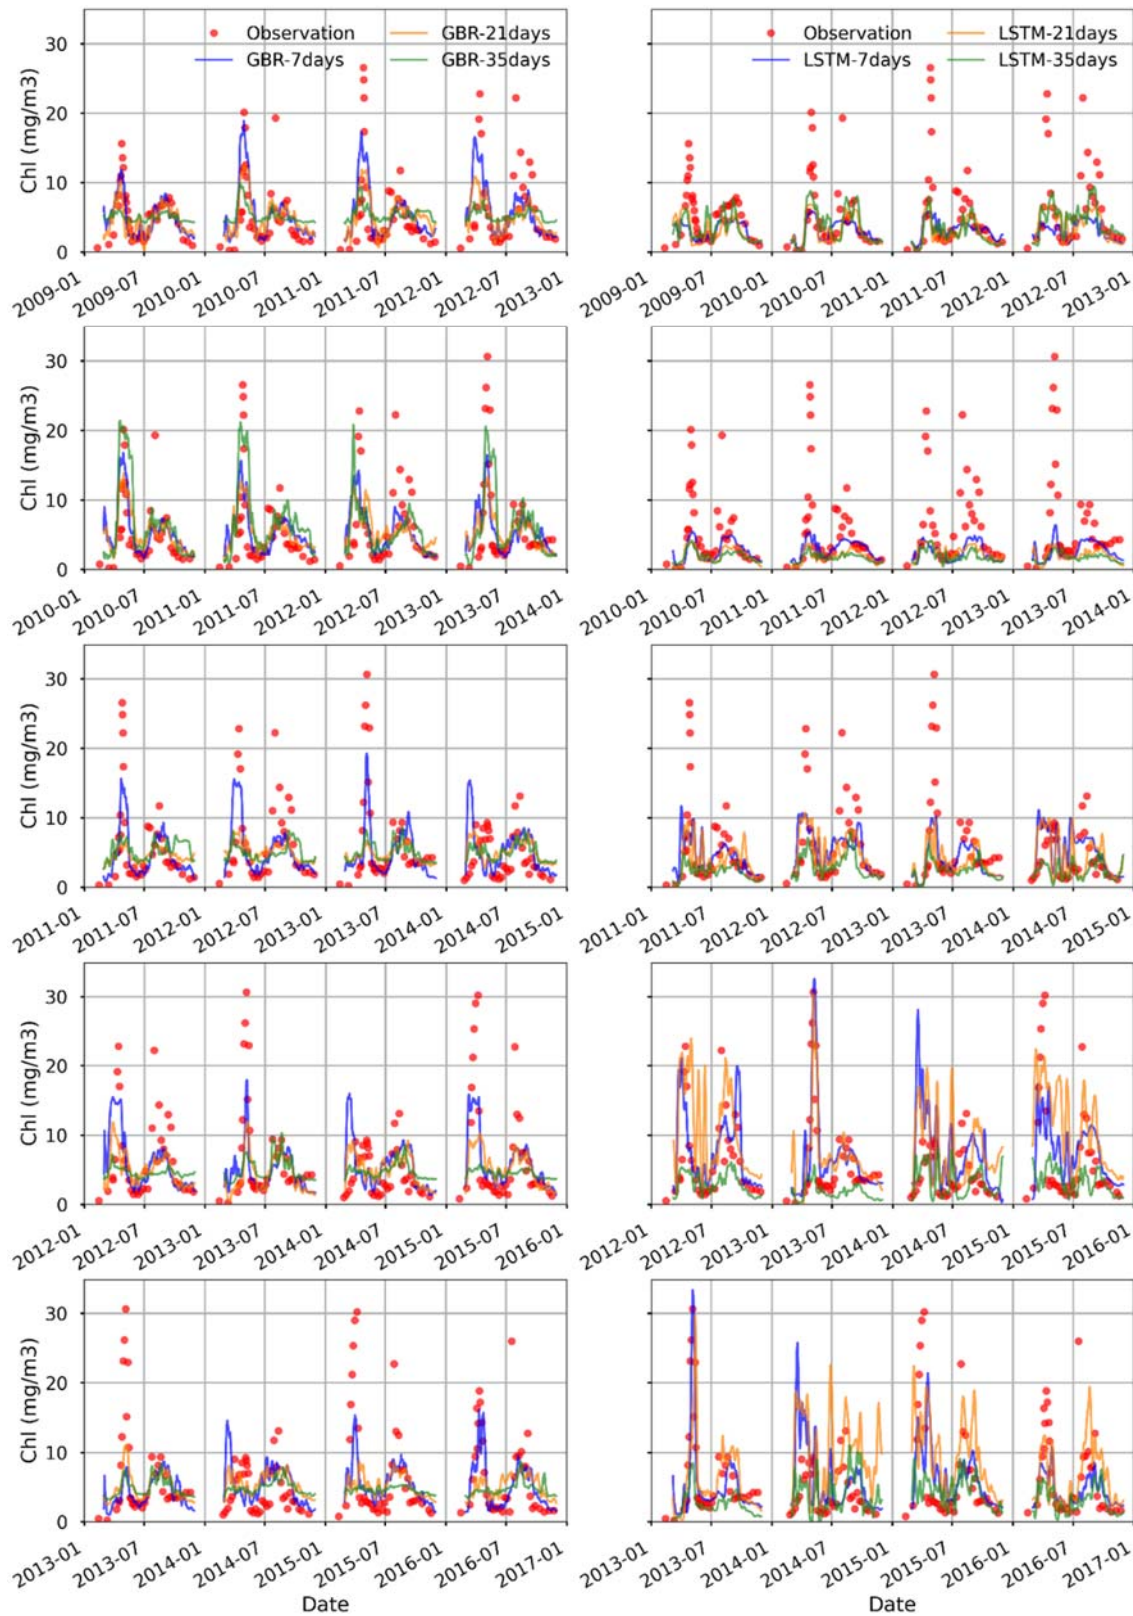 Observation GBR-21days
GBR-7days GBR-35days
Observation LSTM-21days
LSTM-7days LSTM-35days
Chl (mg/m3)
30
20
10
0
2009-01 2009-07 2010-01 2010-07 2011-01 2011-07 2012-01 2012-07 2013-01
2009-01 2009-07 2010-01 2010-07 2011-01 2011-07 2012-01 2012-07 2013-01
Chl (mg/m3)
30
20
10
0
2010-01 2010-07 2011-01 2011-07 2012-01 2012-07 2013-01 2013-07 2014-01
2010-01 2010-07 2011-01 2011-07 2012-01 2012-07 2013-01 2013-07 2014-01
Chl (mg/m3)
30
20
10
0
2011-01 2011-07 2012-01 2012-07 2013-01 2013-07 2014-01 2014-07 2015-01
2011-01 2011-07 2012-01 2012-07 2013-01 2013-07 2014-01 2014-07 2015-01
Chl (mg/m3)
30
20
10
0
2012-01 2012-07 2013-01 2013-07 2014-01 2014-07 2015-01 2015-07 2016-01
2012-01 2012-07 2013-01 2013-07 2014-01 2014-07 2015-01 2015-07 2016-01
Chl (mg/m3)
30
20
10
0
2013-01 2013-07 2014-01 2014-07 2015-01 2015-07 2016-01 2016-07 2017-01
2013-01 2013-07 2014-01 2014-07 2015-01 2015-07 2016-01 2016-07 2017-01
Date
Date